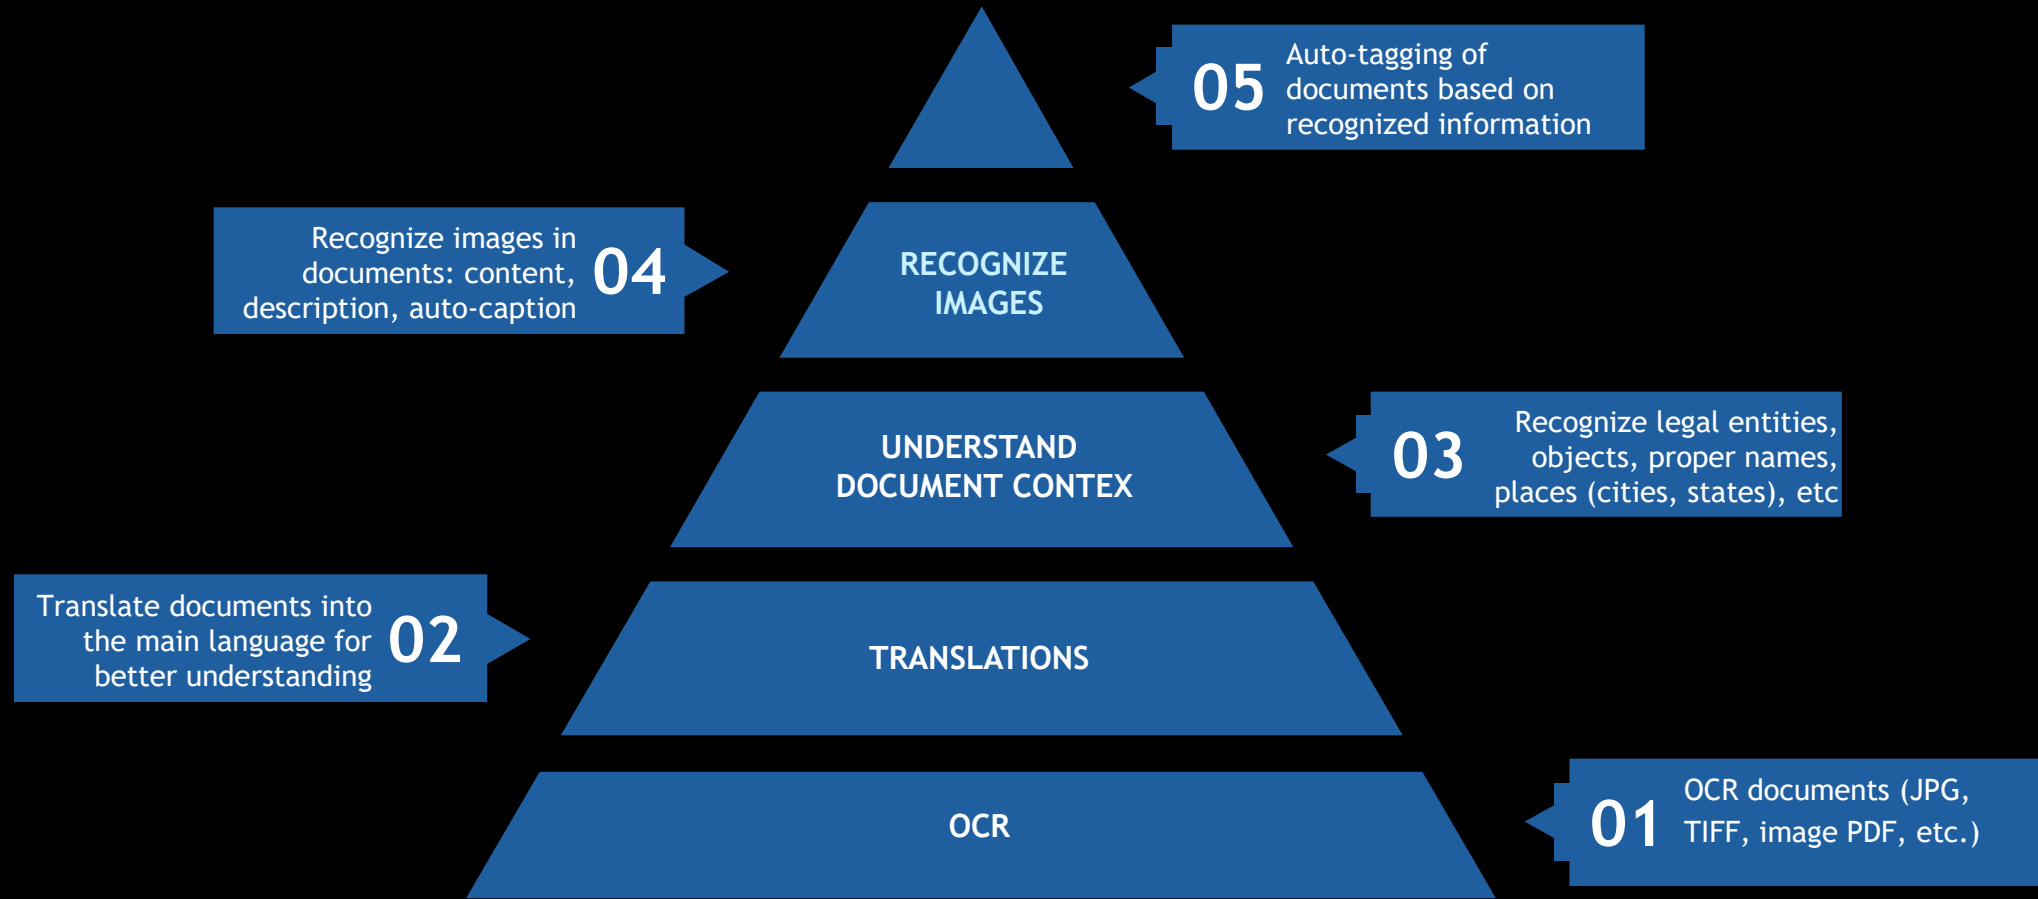 05
Auto-tagging of
documents based on
recognized information
Recognize images in
documents: content,
description, auto-caption
04
RECOGNIZE
IMAGES
UNDERSTAND
DOCUMENT CONTEX
03
Recognize legal entities,
objects, proper names,
places (cities, states), etc
Translate documents into
the main language for
better understanding
02
TRANSLATIONS
OCR
01
OCR documents (JPG,
TIFF, image PDF, etc.)